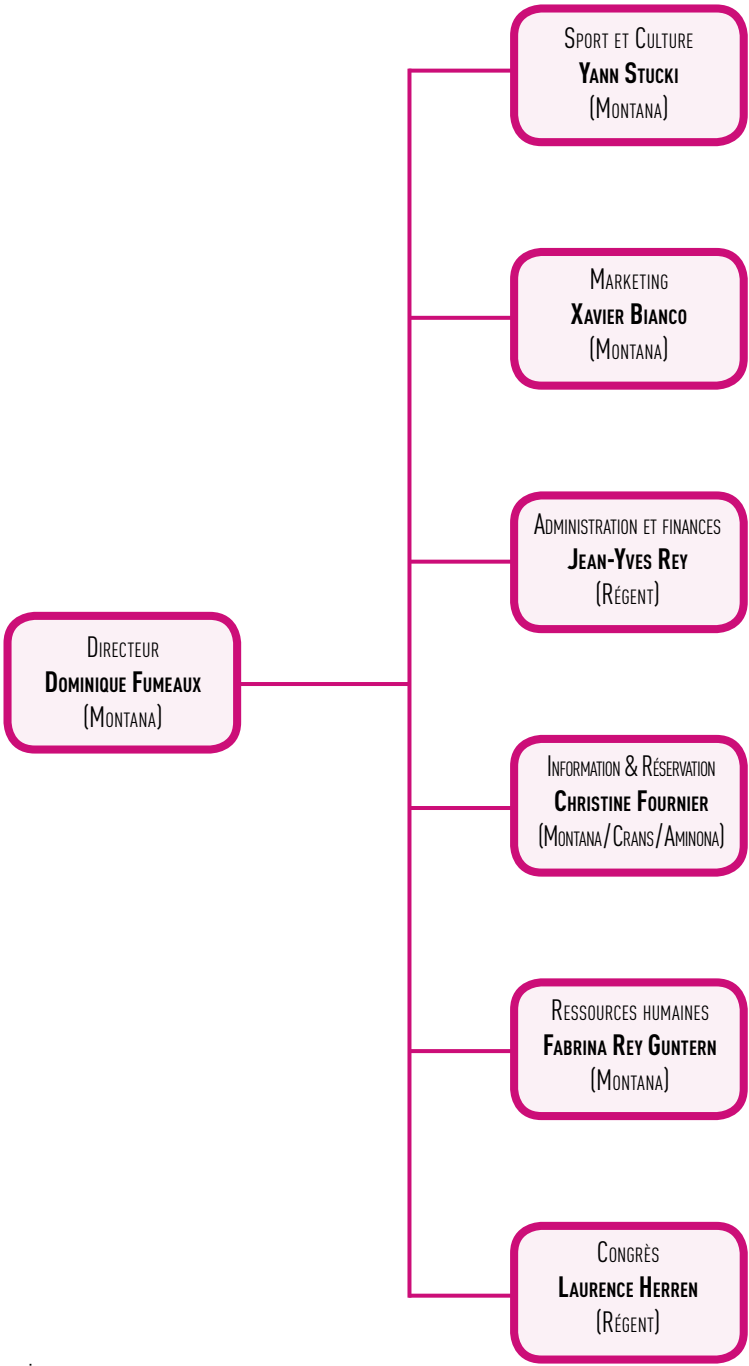 Sport et Culture
Yann Stucki
(Montana)
Marketing
Xavier Bianco
(Montana)
Administration et finances
Jean-Yves Rey
(Régent)
Directeur
Dominique Fumeaux
(Montana)
Information & Réservation
Christine Fournier
(Montana/Crans/Aminona)
Ressources humaines
Fabrina Rey Guntern
(Montana)
Congrès
Laurence Herren
(Régent)